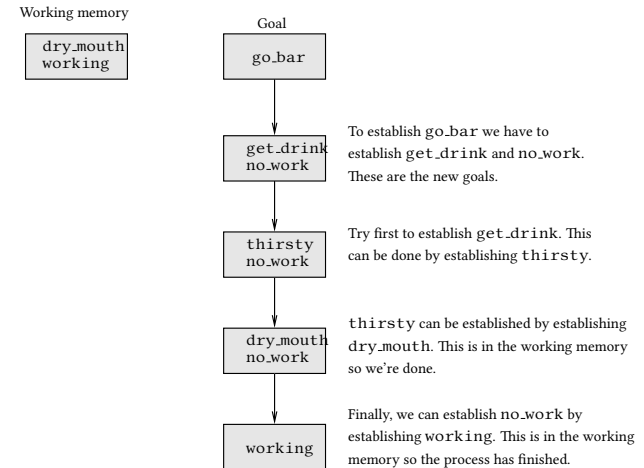 Working memory
dry_mouth
working
Goal
go_bar
get_drink
no_work
To establish go_bar we have to
establish get_drink and no_work.
These are the new goals.
thirsty
no_work
Try first to establish get_drink. This
can be done by establishing thirsty.
dry_mouth
no_work
thirsty can be established by establishing
dry_mouth. This is in the working memory
so we're done.
working
Finally, we can establish no_work by
establishing working. This is in the working
memory so the process has finished.